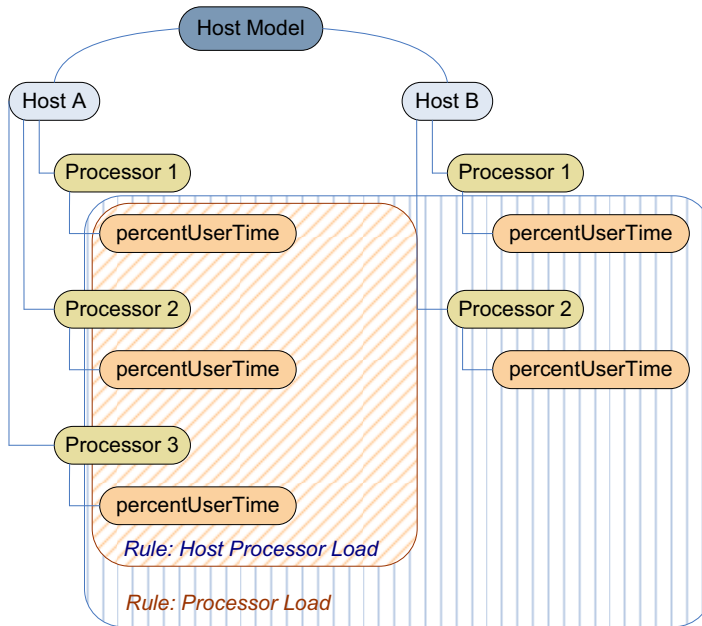 Host Model
Host A
Host B
Processor 1
Processor 1
percentUserTime
percentUserTime
Processor 2
Processor 2
percentUserTime
percentUserTime
Processor 3
percentUserTime
Rule: Host Processor Load
Rule: Processor Load